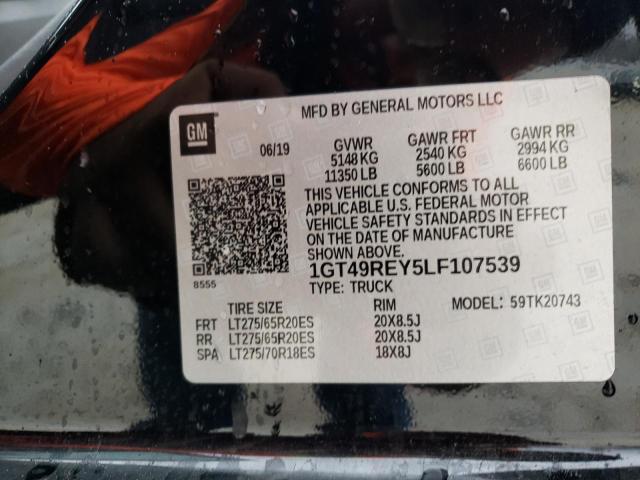 MFD BY GENERAL MOTORS LLC
GM
06/19
GVWR GAWR FRT GAWR RR
5148 KG 2540 KG 2994 KG
11350 LB 5600 LB 6600 LB
THIS VEHICLE CONFORMS TO ALL
APPLICABLE U.S. FEDERAL MOTOR
VEHICLE SAFETY STANDARDS IN EFFECT
ON THE DATE OF MANUFACTURE
SHOWN ABOVE.
8555
1GT49REY5LF107539
TYPE: TRUCK
TIRE SIZE RIM MODEL: 59TK20743
FRT LT275/65R20ES 20X8.5J
RR LT275/65R20ES 20X8.5J
SPA LT275/70R18ES 18X8J